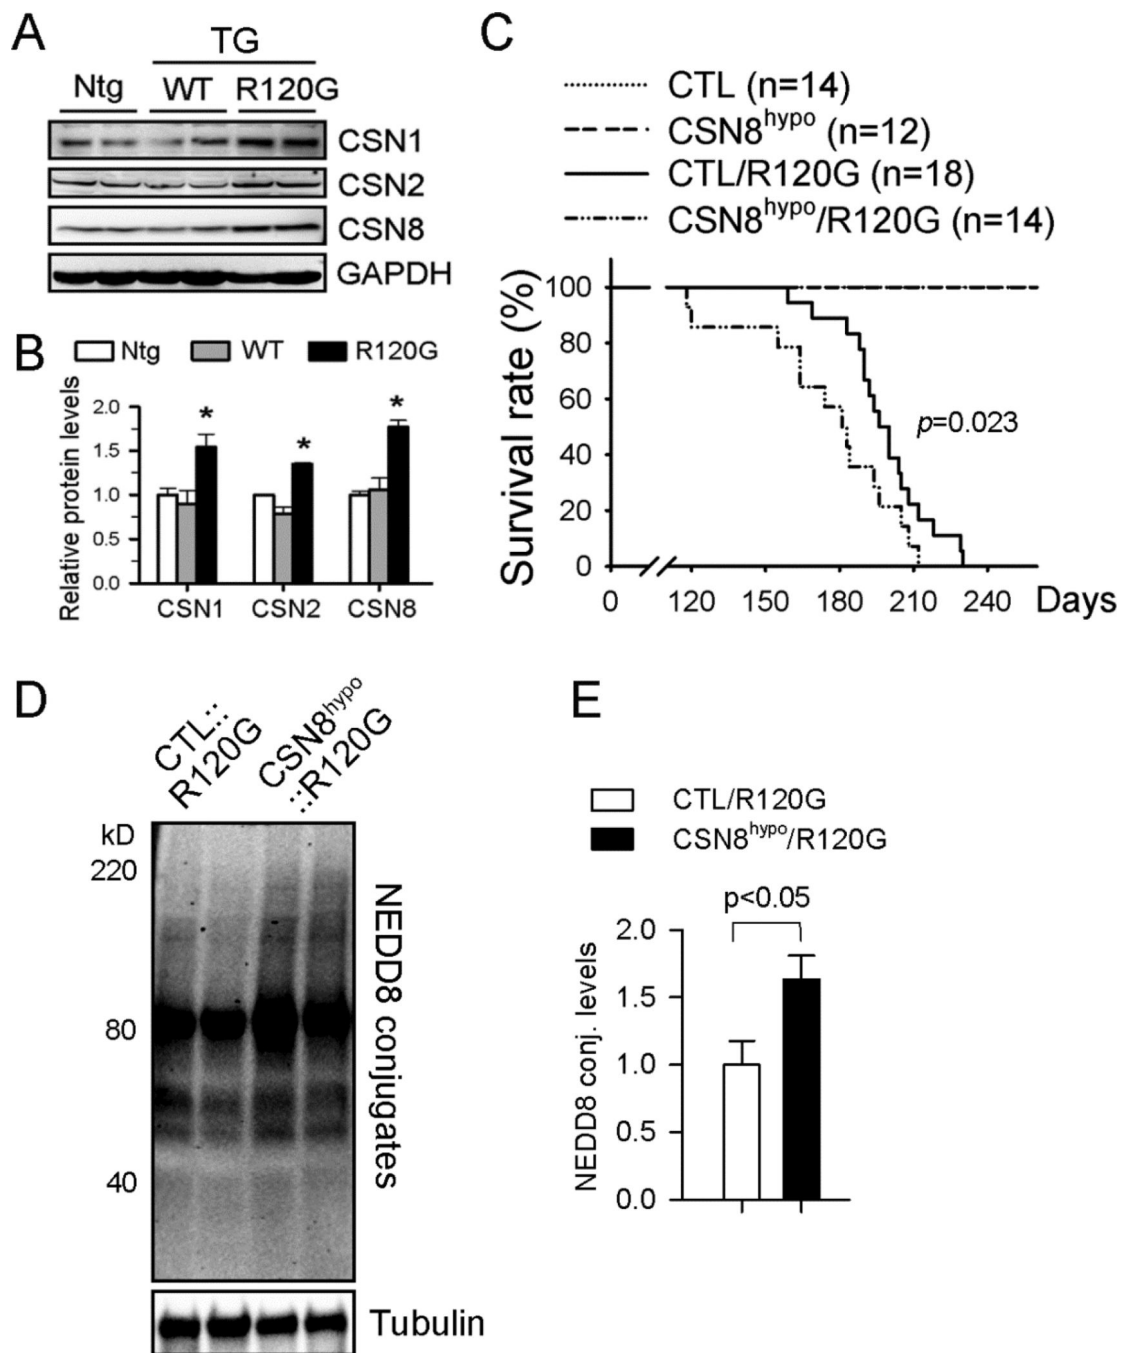 A
TG
Ntg WT R120G
CSN1
CSN2
CSN8
GAPDH
B
Ntg WT R120G
Relative protein levels
2.0
1.5
1.0
0.5
0.0
* * *
CSN1 CSN2 CSN8
C
CTL (n=14)
CSN8hypo (n=12)
CTL/R120G (n=18)
CSN8hypo/R120G (n=14)
Survival rate (%)
100
80
60
40
20
0
p=0.023
0 120 150 180 210 240 Days
D
CTL::
R120G
CSN8hypo
::R120G
kD
220
80
40
NEDD8 conjugates
Tubulin
E
CTL/R120G
CSN8hypo/R120G
p<0.05
NEDD8 conj. levels
2.0
1.5
1.0
0.5
0.0